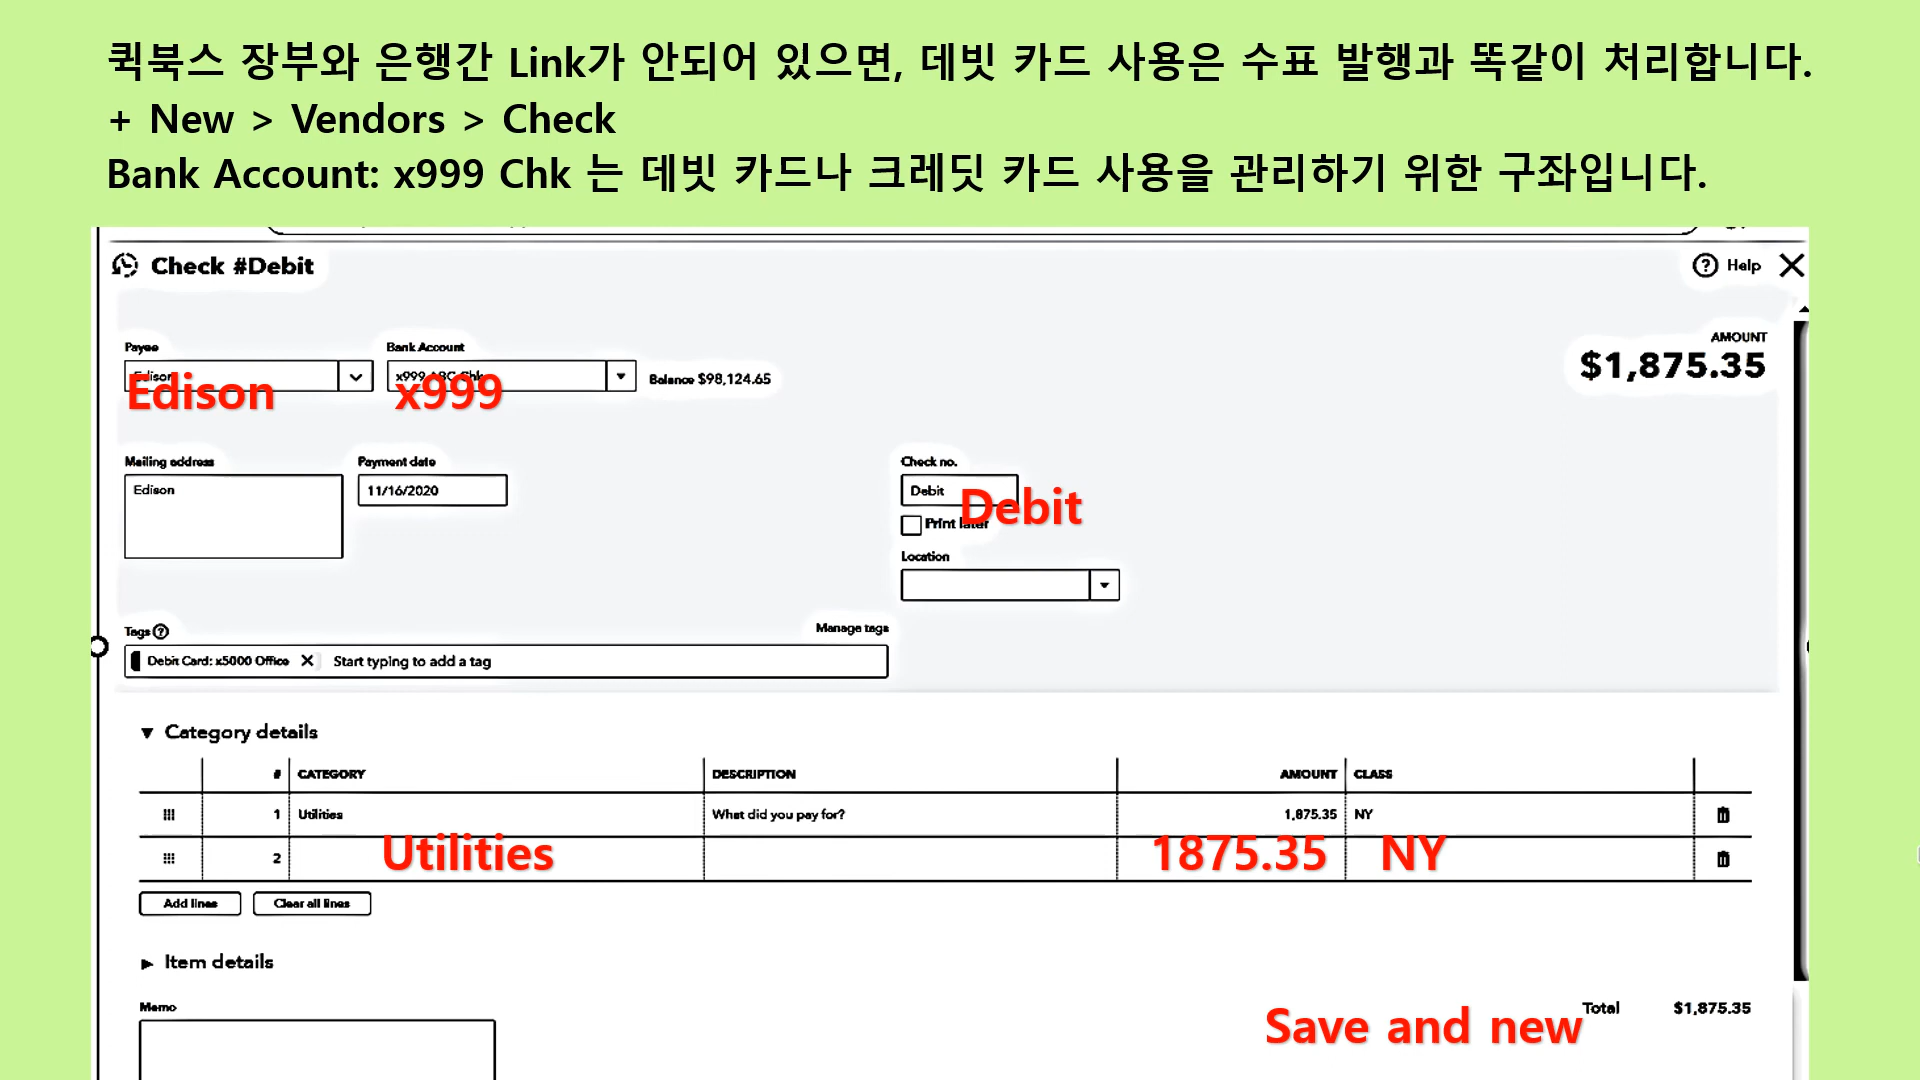 퀵북스 장부와 은행간 Link가 안되어 있으면, 데빗 카드 사용은 수표 발행과 똑같이 처리합니다.
+ New > Vendors > Check
Bank Account: x999 Chk 는 데빗 카드나 크레딧 카드 사용을 관리하기 위한 구좌입니다.
Check #Debit
Help
Payee
Bank Account
AMOUNT
Edison
x999 ABC Chk
Balance $98,124.65
$1,875.35
Edison
x999
Mailing address
Payment date
Check no.
Edison
11/16/2020
Debit
Debit
Print later
Location
Tags
Manage tags
Debit Card: x5000 Office
Start typing to add a tag
Category details
# CATEGORY DESCRIPTION AMOUNT CLASS
1 Utilities What did you pay for? 1,875.35 NY
2
Utilities 1875.35 NY
Add lines
Clear all lines
Item details
Memo
Total $1,875.35
Save and new